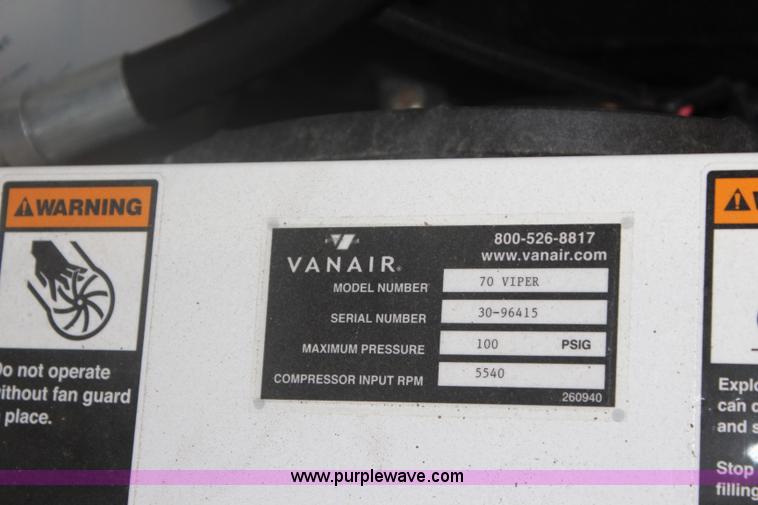 WARNING
Do not operate
without fan guard
place.
VANAIR®
800-526-8817
www.vanair.com
MODEL NUMBER 70 VIPER
SERIAL NUMBER 30-96415
MAXIMUM PRESSURE 100 PSIG
COMPRESSOR INPUT RPM 5540
260940
W
Explo
can c
and s
Stop
filling
www.purplewave.com